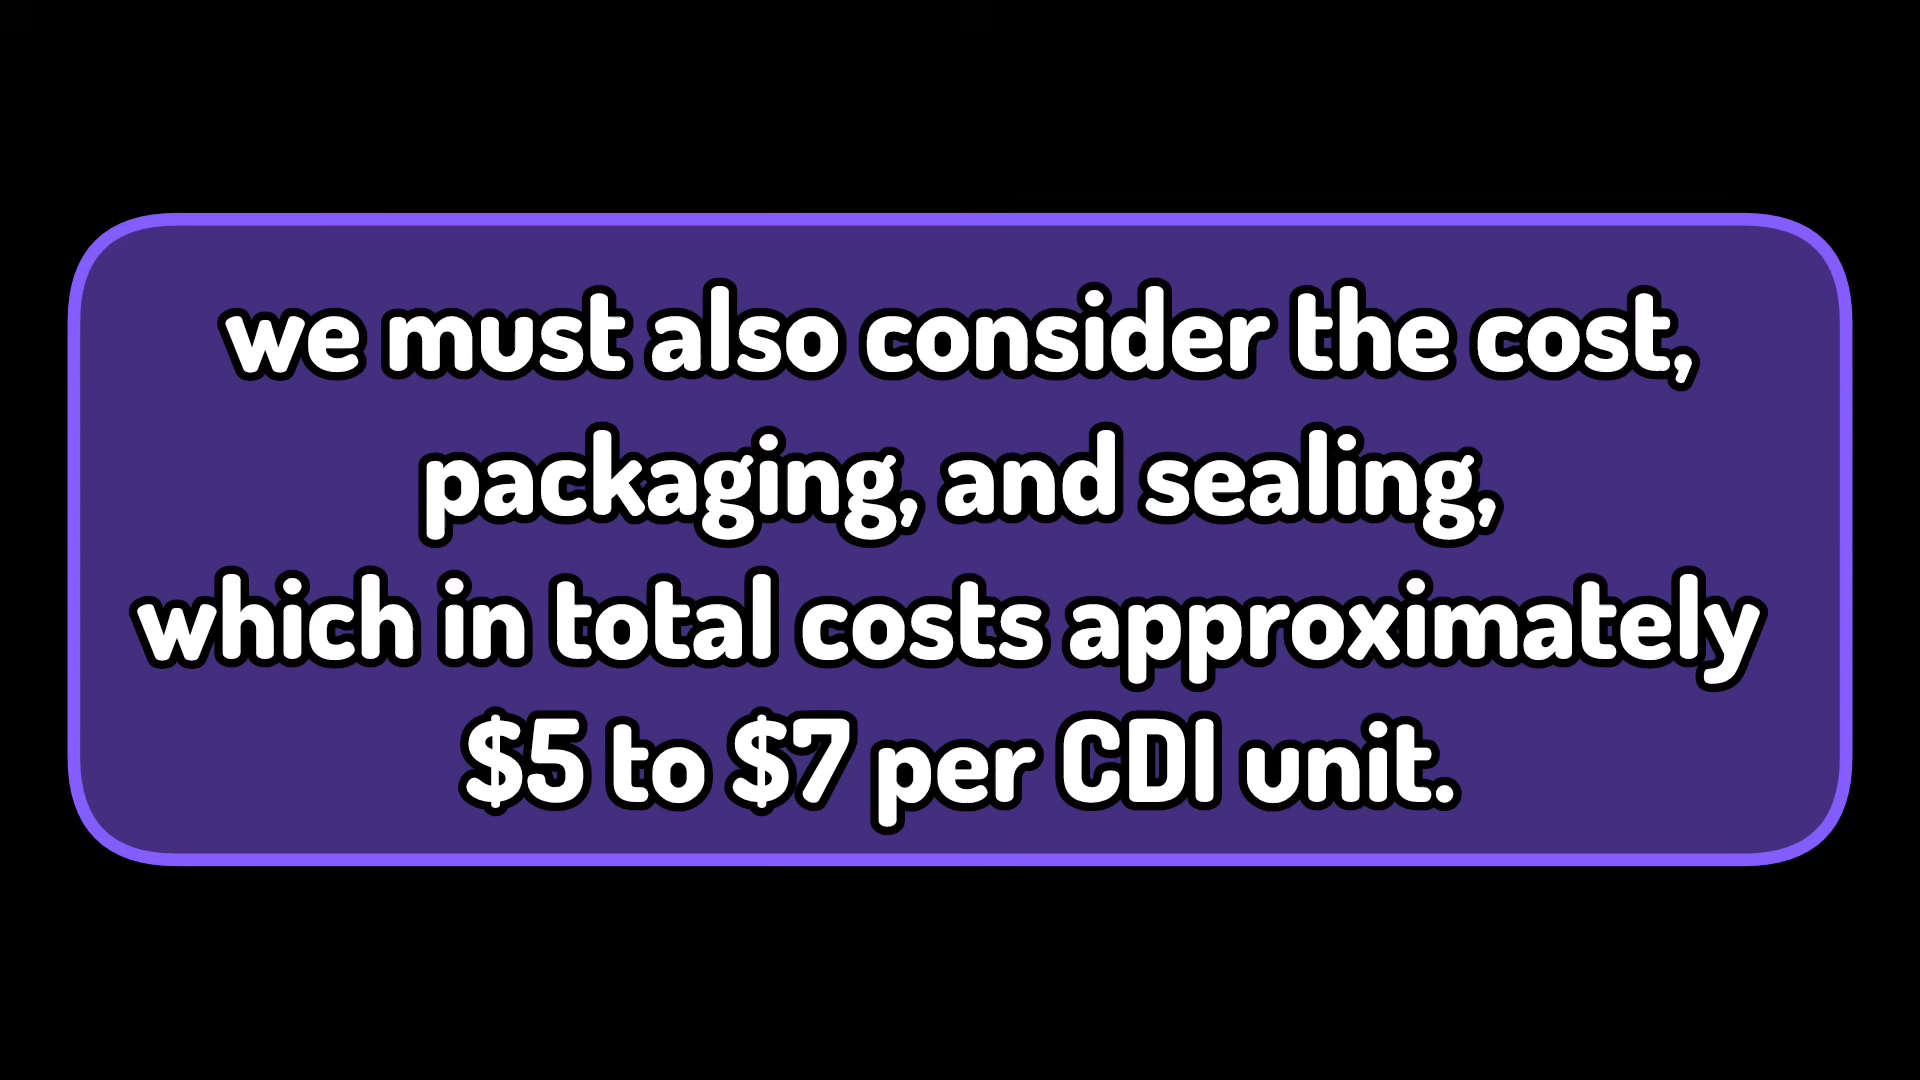 we must also consider the cost,
packaging, and sealing,
which in total costs approximately
$5 to $7 per CDI unit.